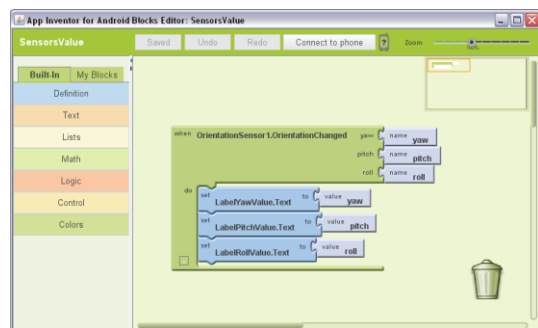 App Inventor for Android Blocks Editor: SensorsValue
SensorsValue
Saved Undo Redo Connect to phone ? Zoom
Built-In My Blocks
Definition
Text
Lists
Math
Logic
Control
Colors
when OrientationSensor1.OrientationChanged yaw name yaw
pitch name pitch
roll name roll
do
set LabelYawValue.Text to value yaw
set LabelPitchValue.Text to value pitch
set LabelRollValue.Text to value roll